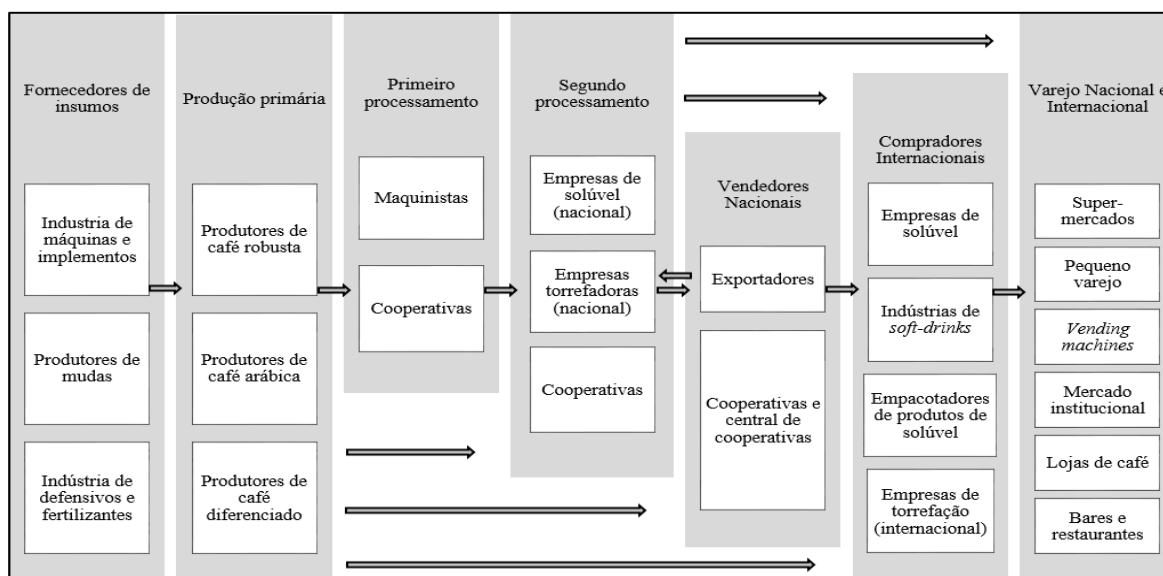 Fornecedores de
insumos
Industria de
máquinas e
implementos
Produtores de
mudas
Indústria de
defensivos e
fertilizantes
Produção primária
Produtores de
café robusta
Produtores de
café arábica
Produtores de
café
diferenciado
Primeiro
processamento
Maquinistas
Cooperativas
Segundo
processamento
Empresas de
solúvel
(nacional)
Empresas
torrefadoras
(nacional)
Cooperativas
Vendedores
Nacionais
Exportadores
Cooperativas e
central de
cooperativas
Compradores
Internacionais
Empresas de
solúvel
Indústrias de
soft-drinks
Empacotadores
de produtos de
solúvel
Empresas de
torrefação
(internacional)
Varejo Nacional e
Internacional
Super-
mercados
Pequeno
varejo
Vending
machines
Mercado
institucional
Lojas de café
Bares e
restaurantes